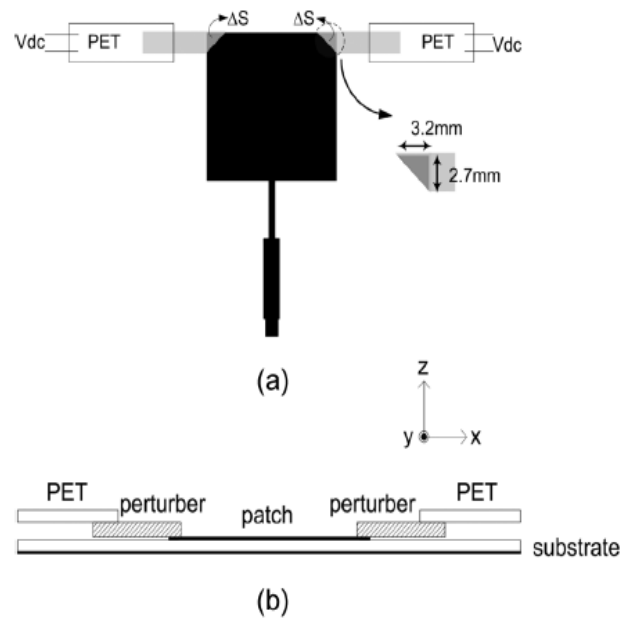 ΔS ΔS
Vdc PET PET Vdc
3.2mm
2.7mm
(a)
z
y x
PET PET
perturber perturber
patch
substrate
(b)